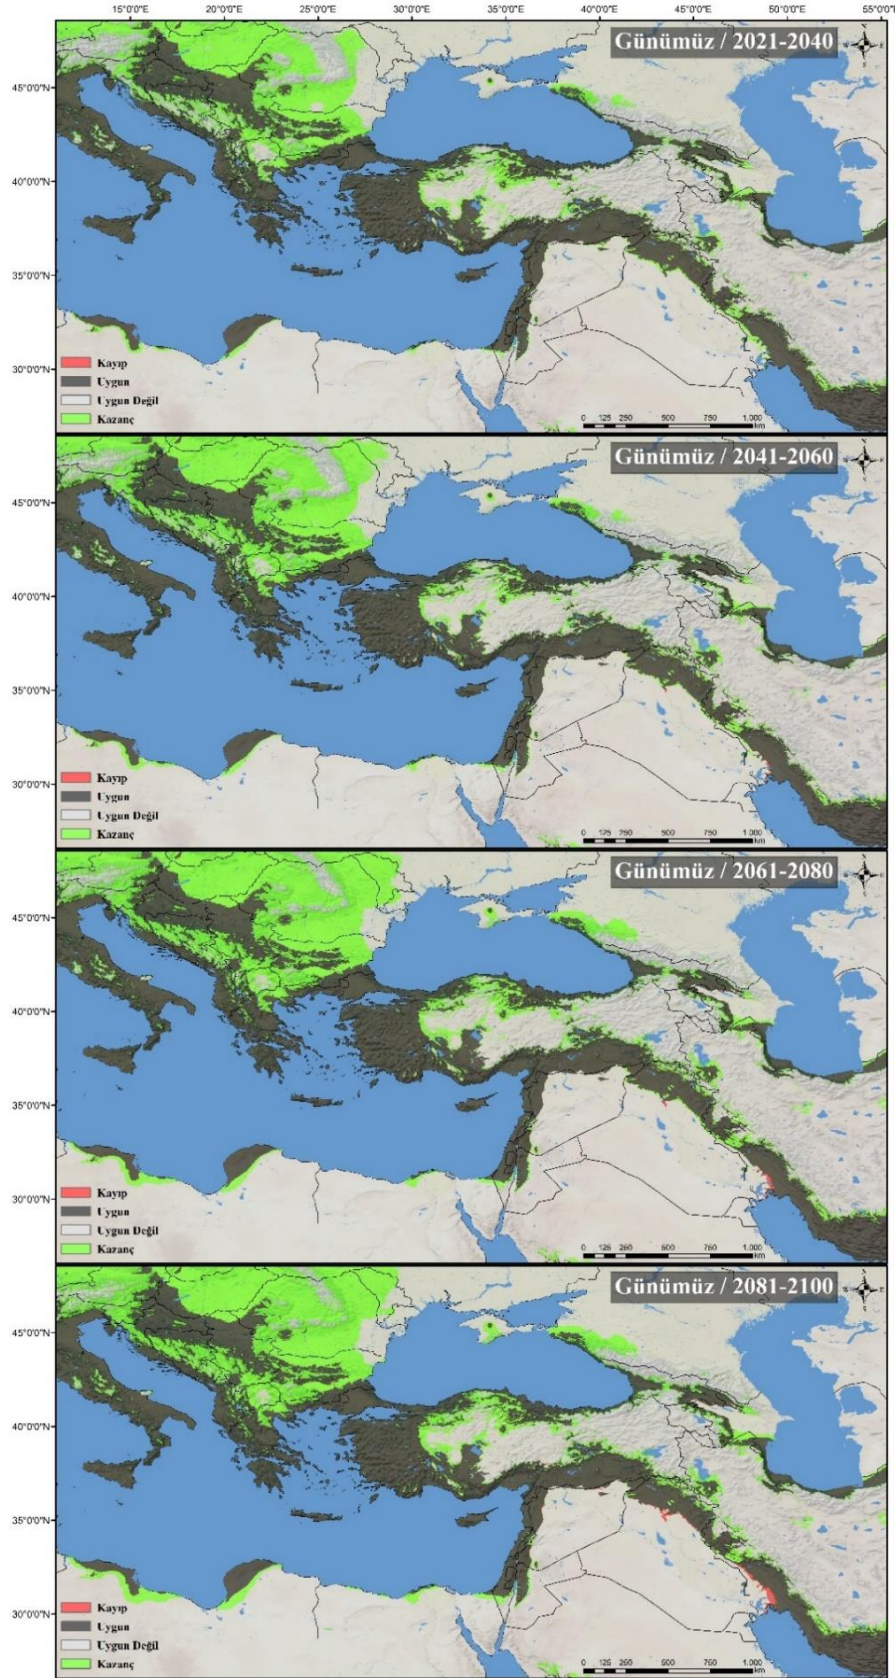 15°0'0"E 20°0'0"E 25°0'0"E 30°0'0"E 35°0'0"E 40°0'0"E 45°0'0"E 50°0'0"E 55°0'0"E
Günümüz / 2021-2040
45°0'0"N
40°0'0"N
35°0'0"N
30°0'0"N
Kayıp
Uygun
Uygun Değil
Kazanç
0 125 250 500 750 1.000
km
Günümüz / 2041-2060
45°0'0"N
40°0'0"N
35°0'0"N
30°0'0"N
Kayıp
Uygun
Uygun Değil
Kazanç
0 125 250 500 750 1.000
km
Günümüz / 2061-2080
45°0'0"N
40°0'0"N
35°0'0"N
30°0'0"N
Kayıp
Uygun
Uygun Değil
Kazanç
0 125 250 500 750 1.000
km
Günümüz / 2081-2100
45°0'0"N
40°0'0"N
35°0'0"N
30°0'0"N
Kayıp
Uygun
Uygun Değil
Kazanç
0 125 250 500 750 1.000
km